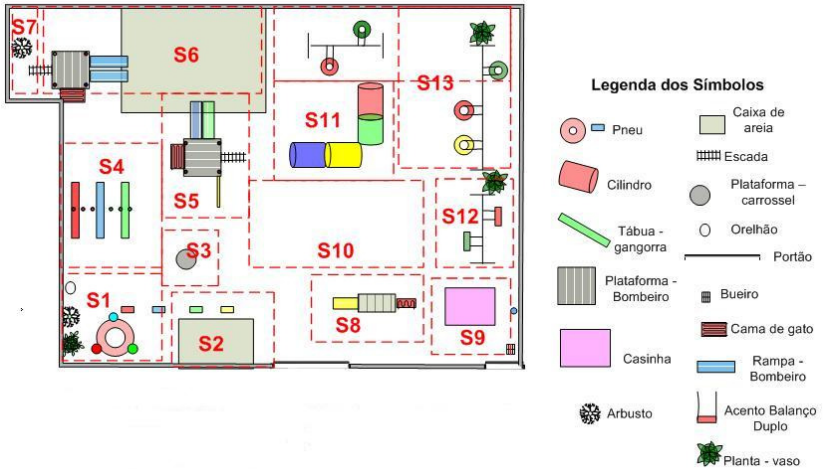 S7
S6
S13
S11
S4
S5
S12
S3
S10
S1
S2
S8
S9
Legenda dos Símbolos
Pneu
Caixa de
areia
Escada
Cilindro
Plataforma –
carrossel
Tábua -
gangorra
Orelhão
Portão
Plataforma -
Bombeiro
Bueiro
Cama de gato
Casinha
Rampa -
Bombeiro
Arbusto
Acento Balanço
Duplo
Planta - vaso